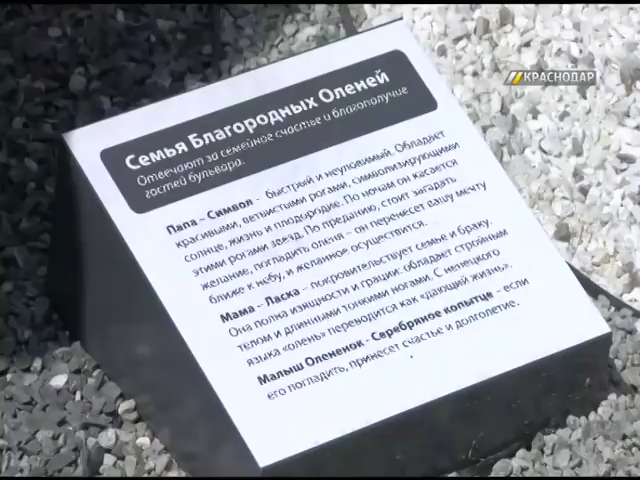 КРАСНОДАР
Семья Благородных Оленей
Отвечают за семейное счастье и благополучие
гостей бульвара.
Папа – Символ - быстрый и неуловимый. Обладает
красивыми, ветвистыми рогами, символизирующими
солнце, жизнь и плодородие. По ночам он касается
этими рогами звезд. По преданию, стоит загадать
желание, погладить оленя – он перенесет вашу мечту
ближе к небу, и желанное осуществится.
Мама – Ласка – покровительствует семье и браку.
Она полна изящности и грации: обладает стройным
телом и длинными тонкими ногами. С ненецкого
языка «олень» переводится как «дающий жизнь».
Малыш Олененок - Серебряное копытце – если
его погладить, принесет счастье и долголетие.